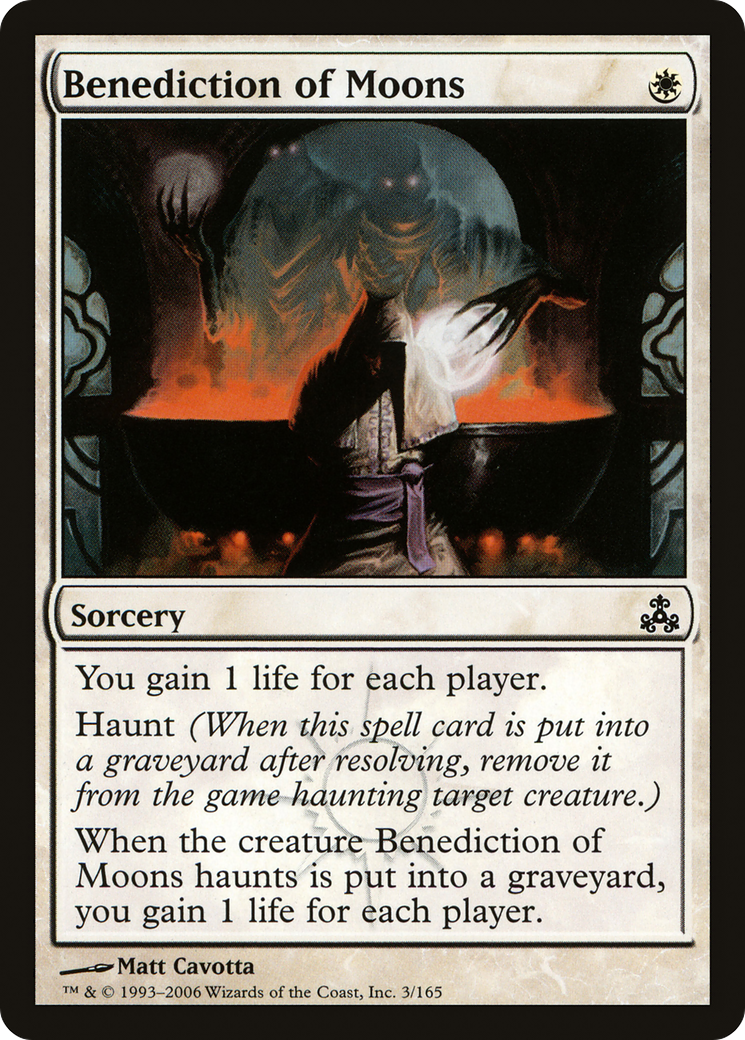 Benediction of Moons
Sorcery
You gain 1 life for each player.
Haunt (When this spell card is put into
a graveyard after resolving, remove it
from the game haunting target creature.)
When the creature Benediction of
Moons haunts is put into a graveyard,
you gain 1 life for each player.
Matt Cavotta
™ & © 1993–2006 Wizards of the Coast, Inc. 3/165